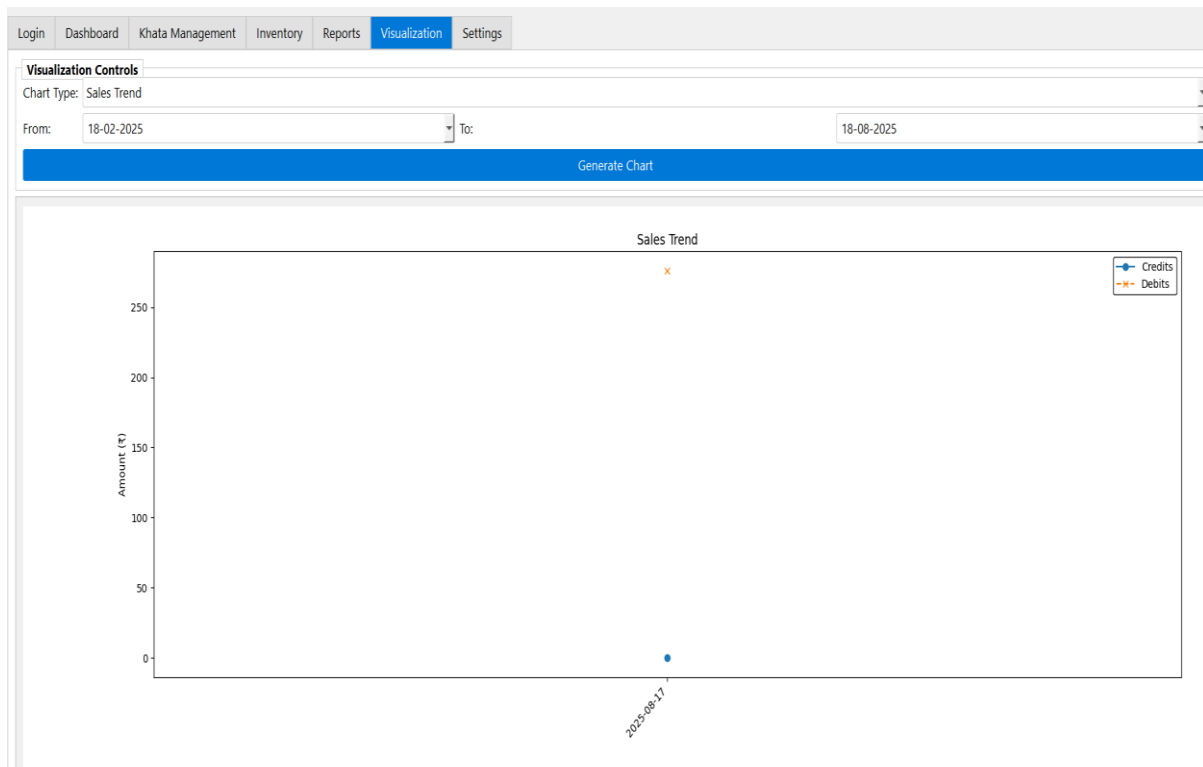 Login Dashboard Khata Management Inventory Reports Visualization Settings
Visualization Controls
Chart Type: Sales Trend
From: 18-02-2025 To: 18-08-2025
Generate Chart
Sales Trend
Credits
Debits
250
200
150
100
50
0
Amount (₹)
2025-08-17